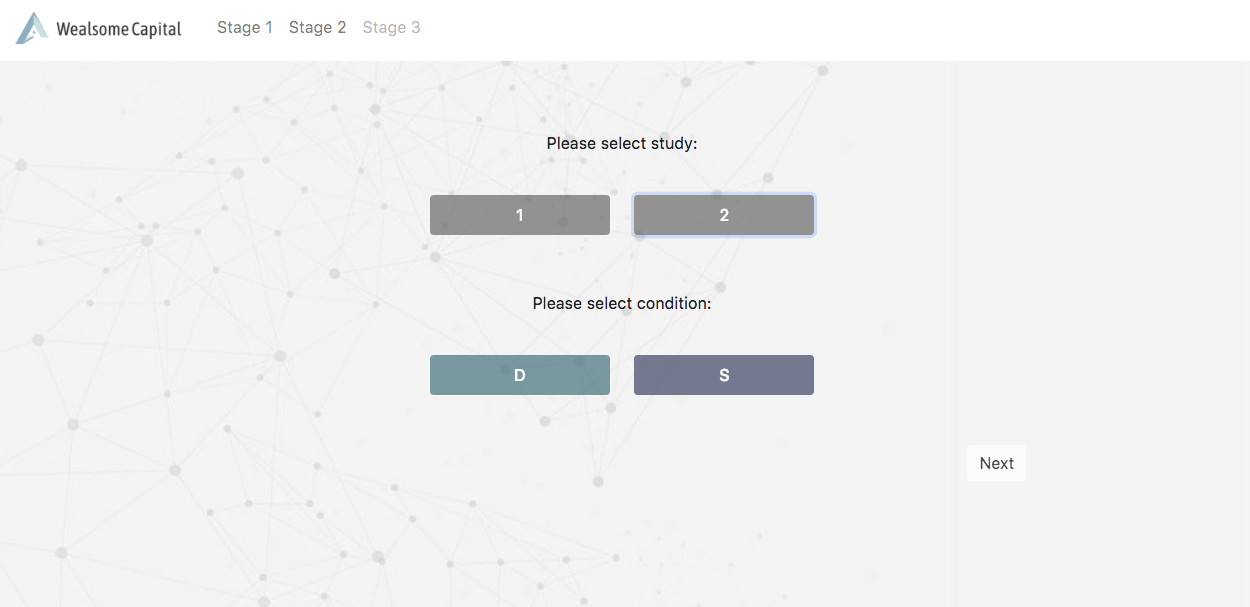 Wealsome Capital Stage 1 Stage 2 Stage 3
Please select study:
1 2
Please select condition:
D S
Next